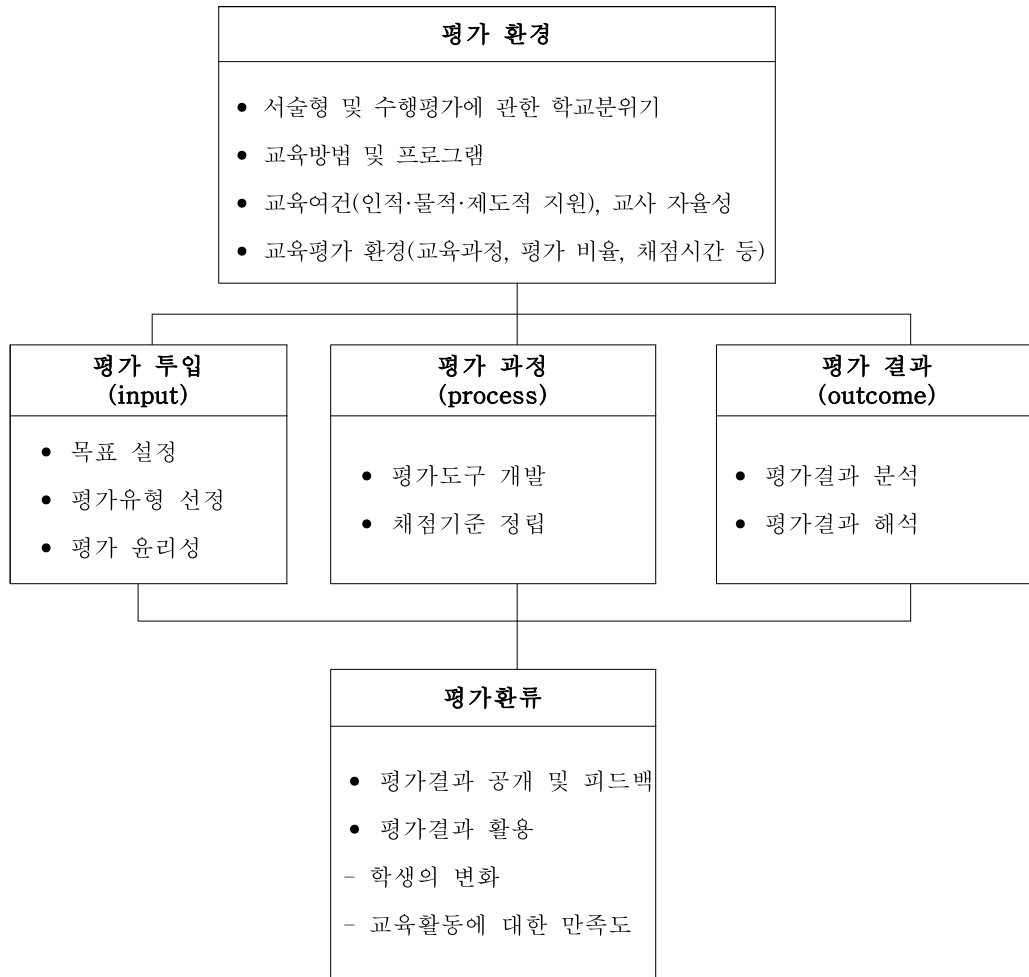 평가 환경
● 서술형 및 수행평가에 관한 학교분위기
● 교육방법 및 프로그램
● 교육여건(인적·물적·제도적 지원), 교사 자율성
● 교육평가 환경(교육과정, 평가 비율, 채점시간 등)
평가 투입
(input)
● 목표 설정
● 평가유형 선정
● 평가 윤리성
평가 과정
(process)
● 평가도구 개발
● 채점기준 정립
평가 결과
(outcome)
● 평가결과 분석
● 평가결과 해석
평가환류
● 평가결과 공개 및 피드백
● 평가결과 활용
- 학생의 변화
- 교육활동에 대한 만족도